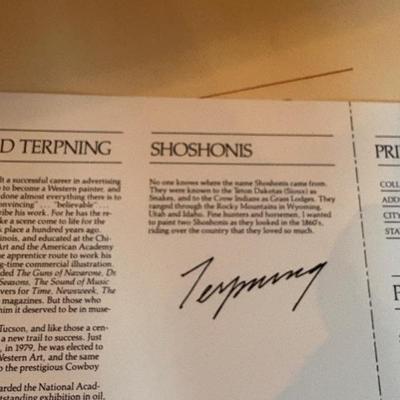 D TERPNING
lt a successful career in advertising
to become a Western painter, and
done almost everything there is to
onvincing" . . . "believable" . . .
ribe his work. For he has the re-
ke a scene come to life for the
k place a hundred years ago.
inois, and educated at the Chi-
Art and the American Academy
he apprentice route to work his
g-time commercial illustration.
ded The Guns of Navarone, Dr.
Seasons, The Sound of Music
vers for Time, Newsweek, The
magazines. But those who
him it deserved to be in muse-
Tucson, and like those a cen-
a new trail to success. Just
, in 1979, he was elected to
Western Art, and the same
to the prestigious Cowboy
arded the National Acad-
tstanding exhibition in oil,
SHOSHONIS
No one knows where the name Shoshonis came from.
They were known to the Teton Dakotas (Sioux) as
Snakes, and to the Crow Indians as Grass Lodges. They
ranged through the Rocky Mountains in Wyoming,
Utah and Idaho. Fine hunters and horsemen, I wanted
to paint two Shoshonis as they looked in the 1860's,
riding over the country that they loved so much.
Terpning
PRI
COLL
ADD
CITY
STA